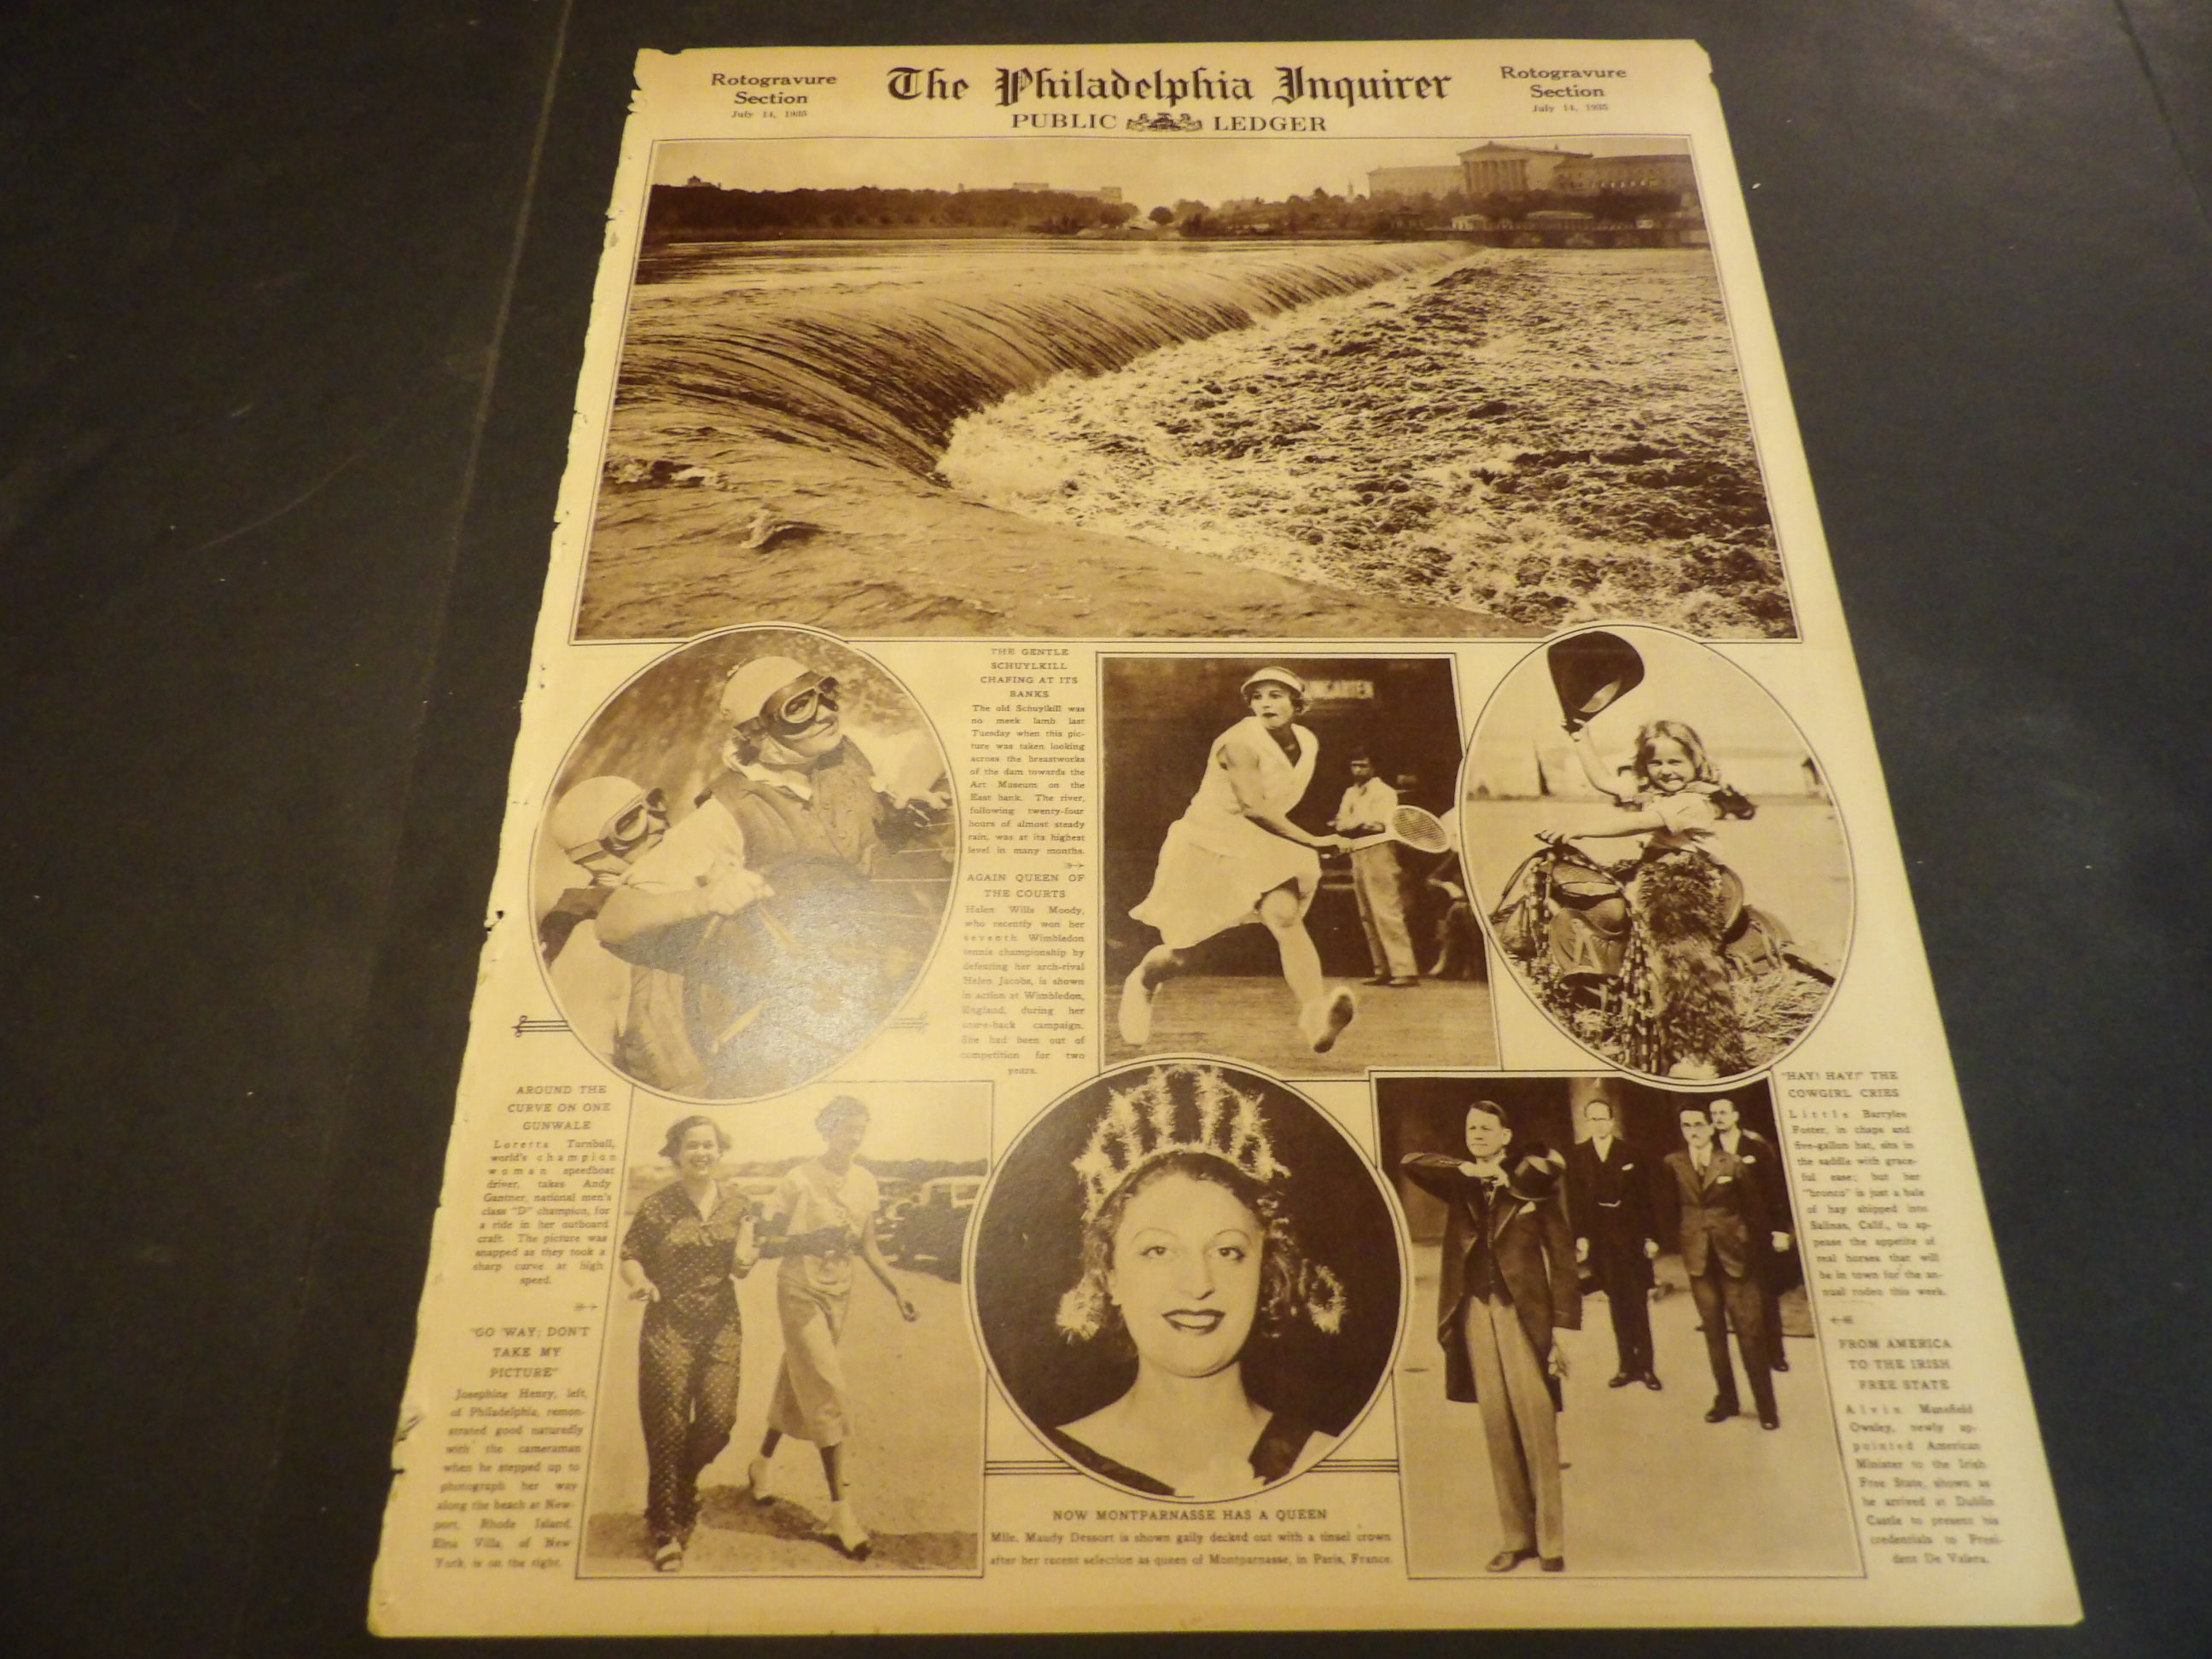 Rotogravure
Section
July 14, 1935
The Philadelphia Inquirer
PUBLIC LEDGER
Rotogravure
Section
July 14, 1935
THE GENTLE
SCHUYLKILL
CHAFING AT ITS
BANKS
The old Schuylkill was
no meek lamb last
Tuesday when this pic-
ture was taken looking
across the breastworks
of the dam towards the
Art Museum on the
East bank. The river,
following twenty-four
hours of almost steady
rain, was at its highest
level in many months.
AGAIN QUEEN OF
THE COURTS
Helen Wills Moody,
who recently won her
seventh Wimbledon
tennis championship by
defeating her arch-rival
Helen Jacobs, is shown
in action at Wimbledon,
England, during her
come-back campaign.
She had been out of
competition for two
years.
AROUND THE
CURVE ON ONE
GUNWALE
Loretta Turnbull,
world's champion
woman speedboat
driver, takes Andy
Gantner, national men's
class "D" champion, for
a ride in her outboard
craft. The picture was
snapped as they took a
sharp curve at high
speed.
"GO 'WAY; DON'T
TAKE MY
PICTURE"
Josephine Henry, left,
of Philadelphia, remon-
strated good naturedly
with the cameraman
when he stepped up to
photograph her way
along the beach at New-
port, Rhode Island.
Elna Villa, of New
York, is on the right.
NOW MONTPARNASSE HAS A QUEEN
Mlle. Maudy Dessort is shown gaily decked out with a tinsel crown
after her recent selection as queen of Montparnasse, in Paris, France.
"HAY! HAY!" THE
COWGIRL CRIES
Little Barrylee
Foster, in chaps and
five-gallon hat, sits in
the saddle with grace-
ful ease; but her
"bronco" is just a bale
of hay shipped into
Salinas, Calif., to ap-
pease the appetite of
real horses that will
be in town for the an-
nual rodeo this week.
FROM AMERICA
TO THE IRISH
FREE STATE
Alvin Mansfield
Owsley, newly ap-
pointed American
Minister to the Irish
Free State, shown as
he arrived at Dublin
Castle to present his
credentials to Presi-
dent De Valera.